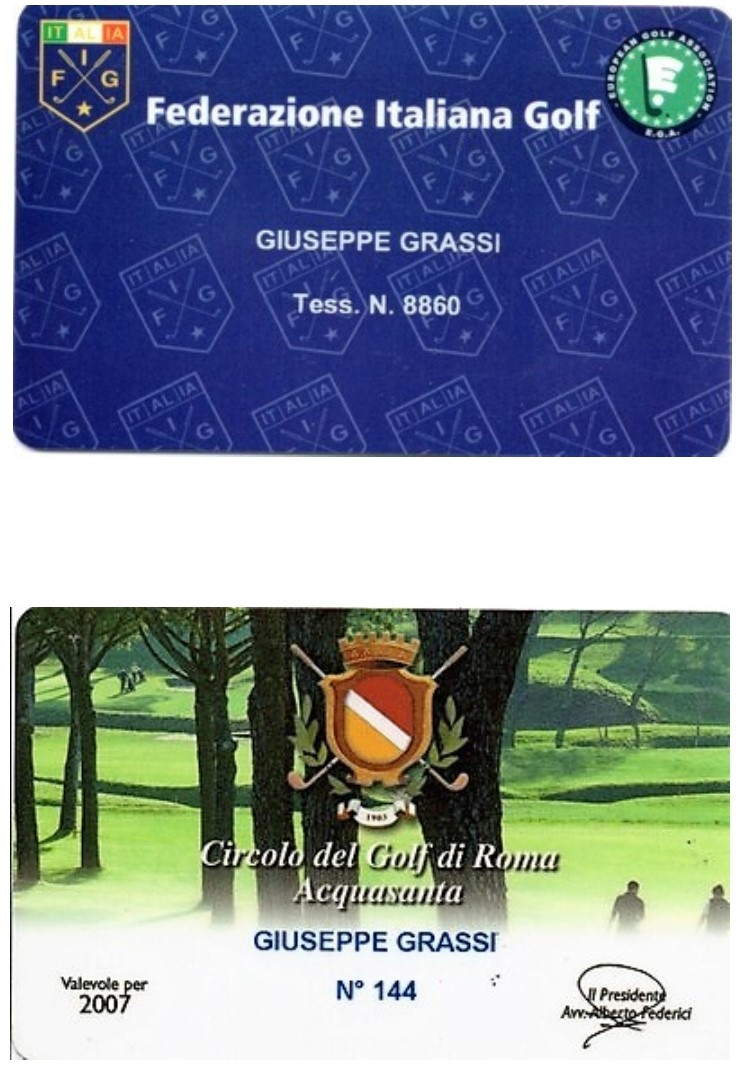 IT AL IA
F I G
EUROPEAN GOLF ASSOCIATION
E.G.A.
Federazione Italiana Golf
GIUSEPPE GRASSI
Tess. N. 8860
1903
Circolo del Golf di Roma
Acquasanta
GIUSEPPE GRASSI
N° 144
Valevole per
2007
Il Presidente
Avv. Alberto Federici